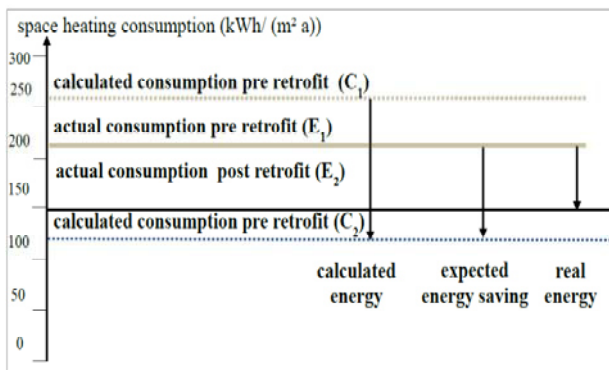 space heating consumption (kWh/ (m² a))
300
calculated consumption pre retrofit (C₁)
250
actual consumption pre retrofit (E₁)
200
actual consumption post retrofit (E₂)
150
calculated consumption pre retrofit (C₂)
100
calculated energy
expected energy saving
real energy
50
0